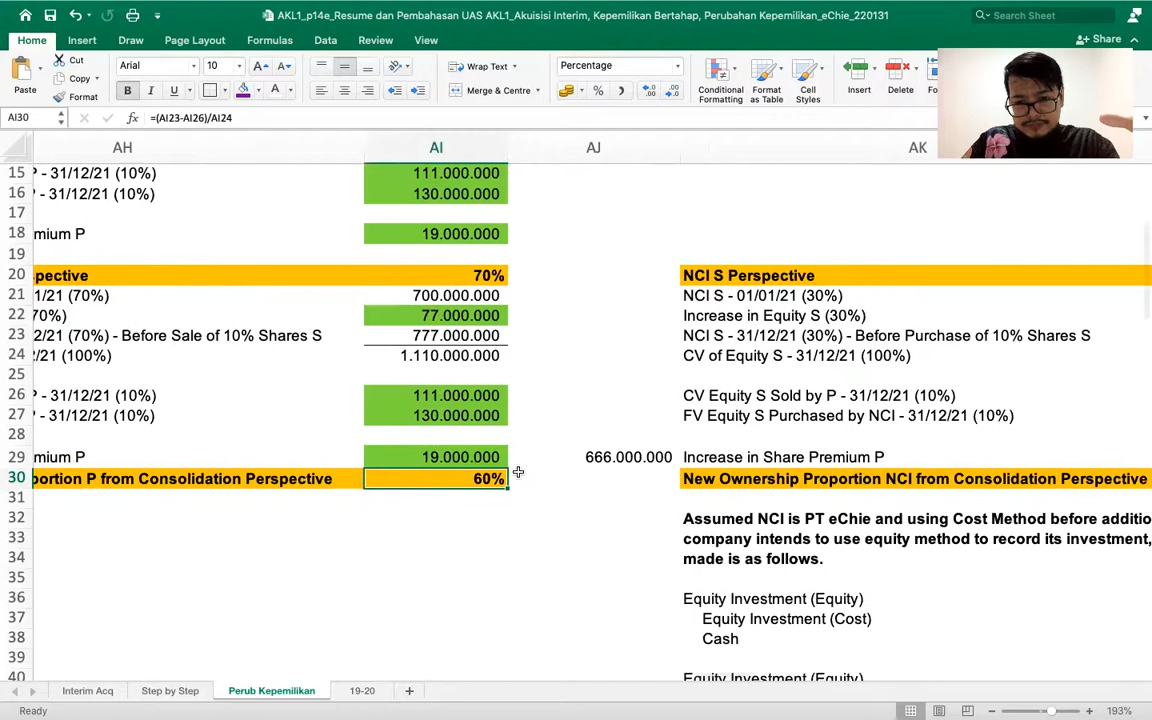 AKL1_p14e_Resume dan Pembahasan UAS AKL1_Akuisisi Interim, Kepemilikan Bertahap, Perubahan Kepemilikan_eChie_220131
Search Sheet
Home Insert Draw Page Layout Formulas Data Review View
Share
Paste
Cut
Copy
Format
Arial 10
B I U
Wrap Text
Merge & Centre
Percentage
Conditional Formatting
Format as Table
Cell Styles
Insert
Delete
AI30 fx =(AI23-AI26)/AI24
AH AI AJ AK
15 P - 31/12/21 (10%) 111.000.000
16 - 31/12/21 (10%) 130.000.000
17
18 mium P 19.000.000
19
20 spective 70% NCI S Perspective
21 1/21 (70%) 700.000.000 NCI S - 01/01/21 (30%)
22 70%) 77.000.000 Increase in Equity S (30%)
23 2/21 (70%) - Before Sale of 10% Shares S 777.000.000 NCI S - 31/12/21 (30%) - Before Purchase of 10% Shares S
24 2/21 (100%) 1.110.000.000 CV of Equity S - 31/12/21 (100%)
25
26 P - 31/12/21 (10%) 111.000.000 CV Equity S Sold by P - 31/12/21 (10%)
27 - 31/12/21 (10%) 130.000.000 FV Equity S Purchased by NCI - 31/12/21 (10%)
28
29 mium P 19.000.000 666.000.000 Increase in Share Premium P
30 portion P from Consolidation Perspective 60% New Ownership Proportion NCI from Consolidation Perspective
31
32 Assumed NCI is PT eChie and using Cost Method before additio
33 company intends to use equity method to record its investment,
34 made is as follows.
35
36 Equity Investment (Equity)
37 Equity Investment (Cost)
38 Cash
39
40 Equity Investment (Equity)
Interim Acq Step by Step Perub Kepemilikan 19-20 +
Ready
193%